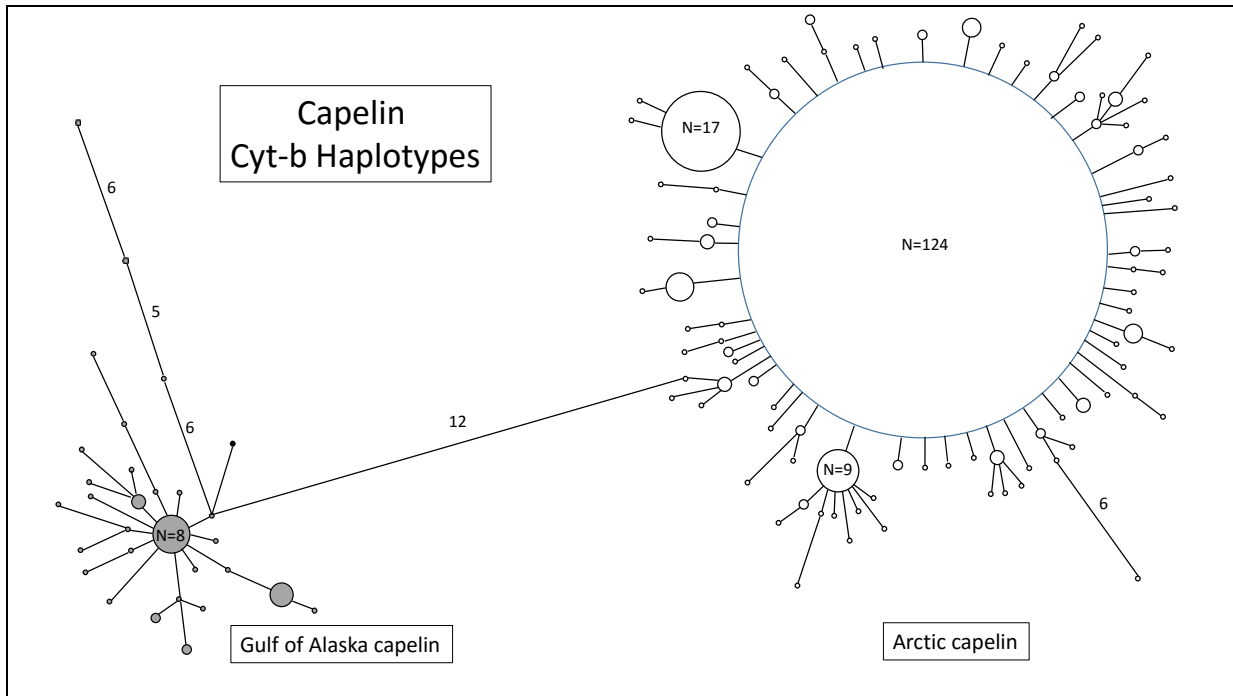 Capelin
Cyt-b Haplotypes
N=17
N=124
6
5
6
12
N=8
N=9
6
Gulf of Alaska capelin
Arctic capelin